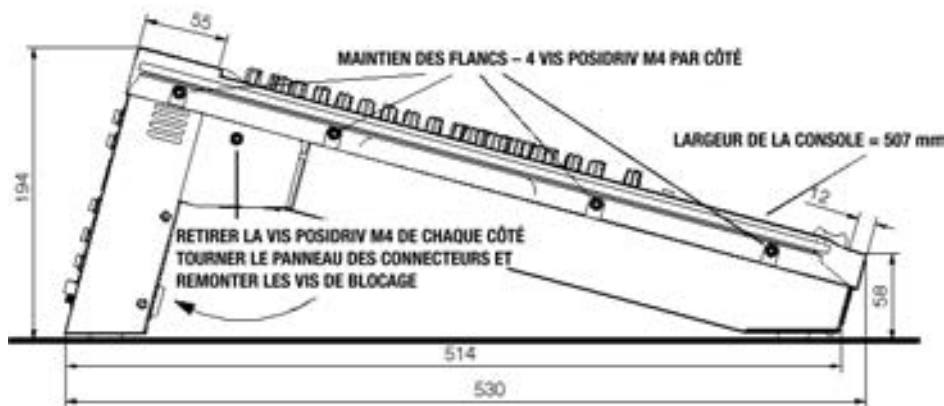 55
MAINTIEN DES FLANCS – 4 VIS POSIDRIV M4 PAR CÔTÉ
LARGEUR DE LA CONSOLE = 507 mm
194
12
RETIRER LA VIS POSIDRIV M4 DE CHAQUE CÔTÉ
TOURNER LE PANNEAU DES CONNECTEURS ET
REMONTER LES VIS DE BLOCAGE
58
514
530